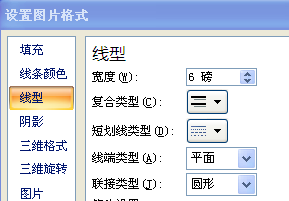 设置图片格式
填充
线条颜色
线型
阴影
三维格式
三维旋转
图片
线型
宽度(W): 6 磅
复合类型(C):
短划线类型(D):
线端类型(A): 平面
联接类型(J): 圆形